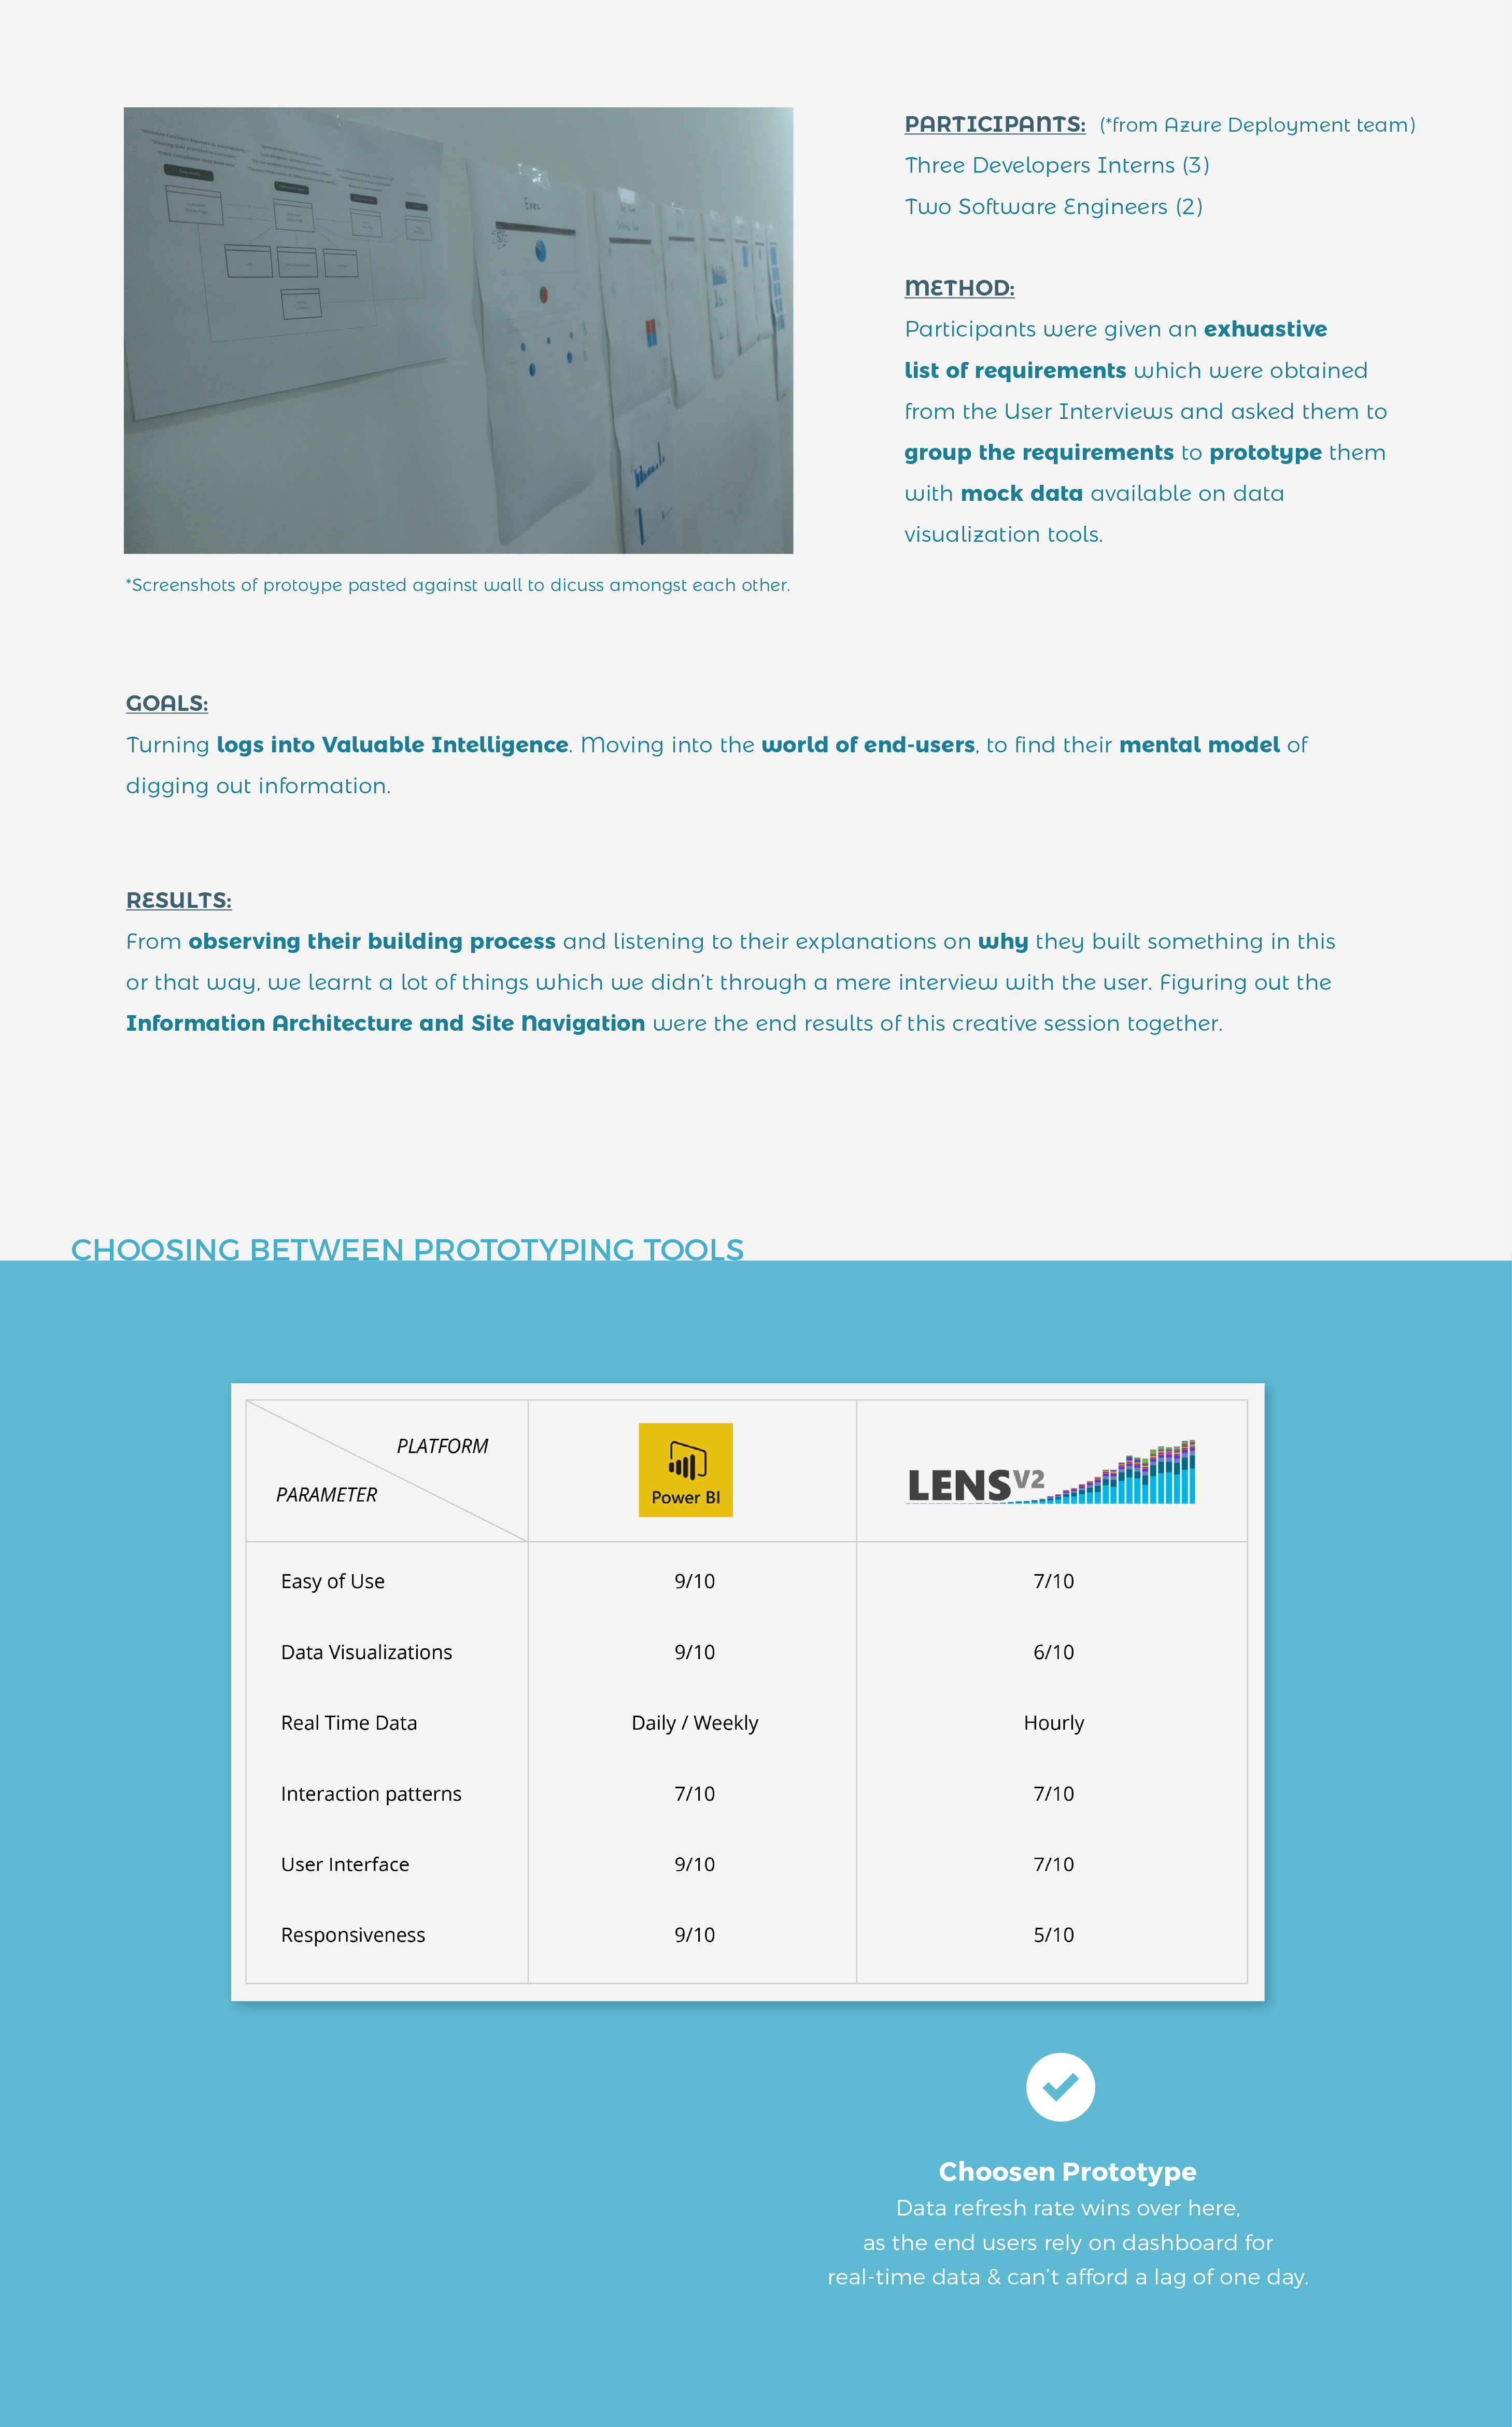 Exec
*Screenshots of protoype pasted against wall to dicuss amongst each other.
PARTICIPANTS: (*from Azure Deployment team)
Three Developers Interns (3)
Two Software Engineers (2)
METHOD:
Participants were given an exhuastive
list of requirements which were obtained
from the User Interviews and asked them to
group the requirements to prototype them
with mock data available on data
visualization tools.
GOALS:
Turning logs into Valuable Intelligence. Moving into the world of end-users, to find their mental model of
digging out information.
RESULTS:
From observing their building process and listening to their explanations on why they built something in this
or that way, we learnt a lot of things which we didn't through a mere interview with the user. Figuring out the
Information Architecture and Site Navigation were the end results of this creative session together.
CHOOSING BETWEEN PROTOTYPING TOOLS
PLATFORM
PARAMETER
Power BI
LENS V2
Easy of Use 9/10 7/10
Data Visualizations 9/10 6/10
Real Time Data Daily / Weekly Hourly
Interaction patterns 7/10 7/10
User Interface 9/10 7/10
Responsiveness 9/10 5/10
Choosen Prototype
Data refresh rate wins over here,
as the end users rely on dashboard for
real-time data & can't afford a lag of one day.